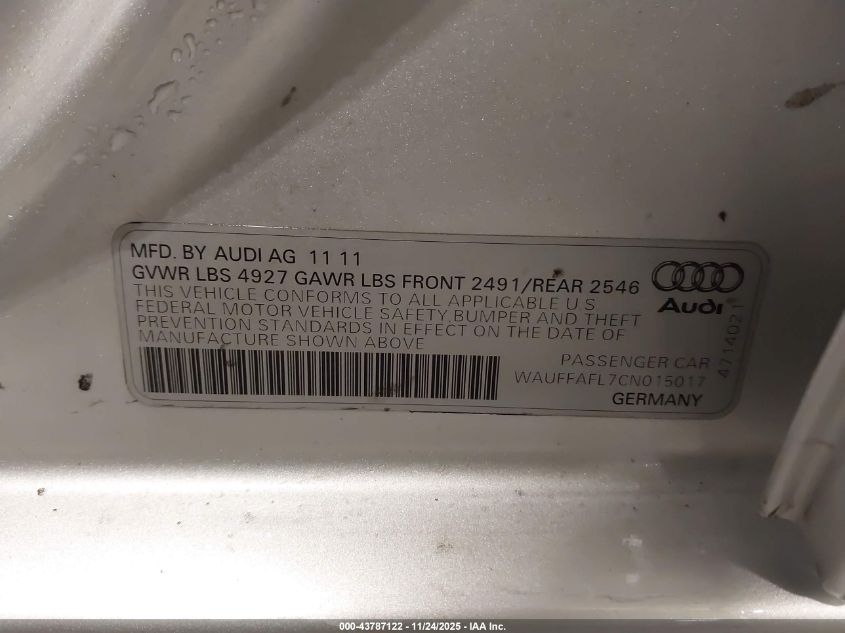 MFD. BY AUDI AG 11 11
GVWR LBS 4927 GAWR LBS FRONT 2491/REAR 2546
THIS VEHICLE CONFORMS TO ALL APPLICABLE U S
FEDERAL MOTOR VEHICLE SAFETY, BUMPER AND THEFT
PREVENTION STANDARDS IN EFFECT ON THE DATE OF
MANUFACTURE SHOWN ABOVE
Audi
4714021
PASSENGER CAR
WAUFFAFL7CN015017
GERMANY
000-43787122 - 11/24/2025 - IAA Inc.